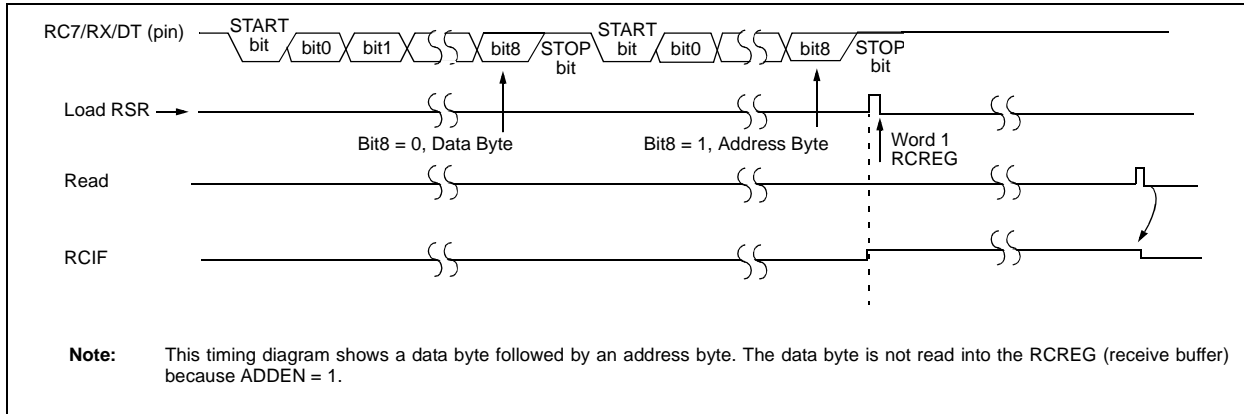 RC7/RX/DT (pin)
START
bit
bit0
bit1
bit8
STOP
bit
START
bit
bit0
bit8
STOP
bit
Load RSR
Bit8 = 0, Data Byte
Bit8 = 1, Address Byte
Word 1
RCREG
Read
RCIF
Note: This timing diagram shows a data byte followed by an address byte. The data byte is not read into the RCREG (receive buffer)
because ADDEN = 1.